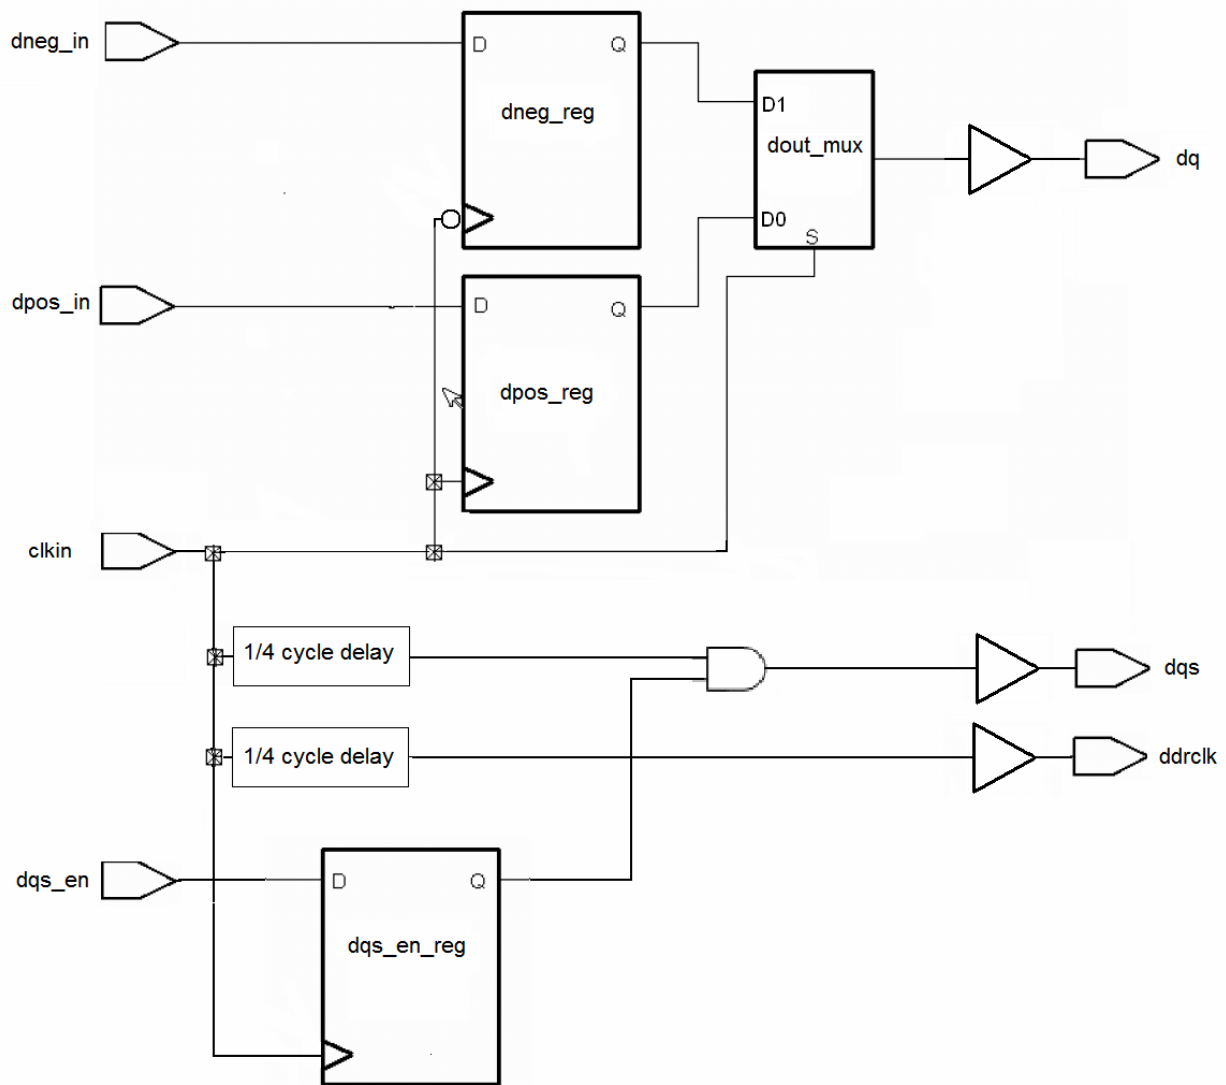 dneg_in
D
Q
dneg_reg
D1
dout_mux
dq
D0
S
dpos_in
D
Q
dpos_reg
clkin
1/4 cycle delay
dqs
1/4 cycle delay
ddrclk
dqs_en
D
Q
dqs_en_reg